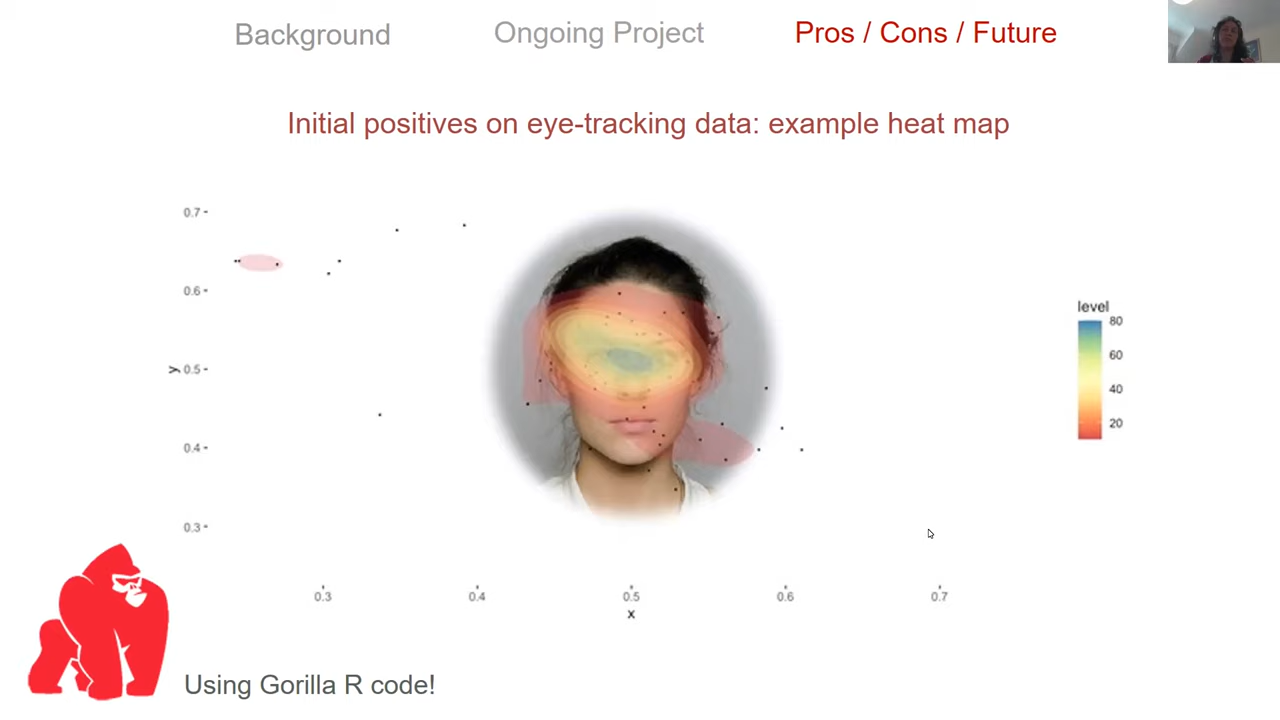 Background
Ongoing Project
Pros / Cons / Future
Initial positives on eye-tracking data: example heat map
0.7
0.6
0.5
0.4
0.3
y
0.3
0.4
0.5
0.6
0.7
x
level
80
60
40
20
Using Gorilla R code!